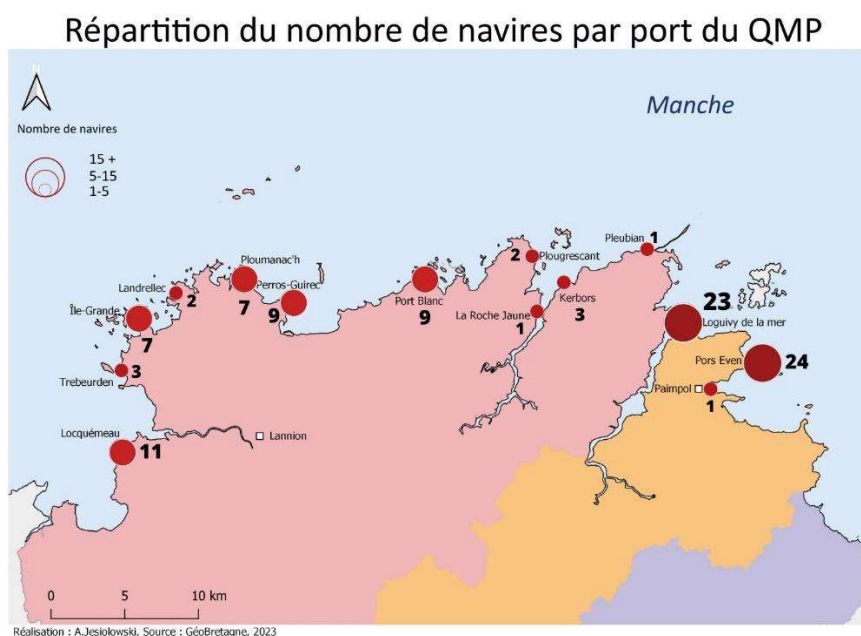 Répartition du nombre de navires par port du QMP
N
Manche
Nombre de navires
15 +
5-15
1-5
Pleubian
1
2
Plougrescant
Ploumanac'h
Landrellec
Perros-Guirec
2
7
9
Port Blanc
9
Kerbors
3
La Roche Jaune
1
23
Loguivy de la mer
Île-Grande
7
Pors Even
24
Trebeurden
3
Paimpol
1
Locquémeau
11
Lannion
0
5
10 km
Réalisation : A.Jesiolowski. Source : GéoBretagne, 2023